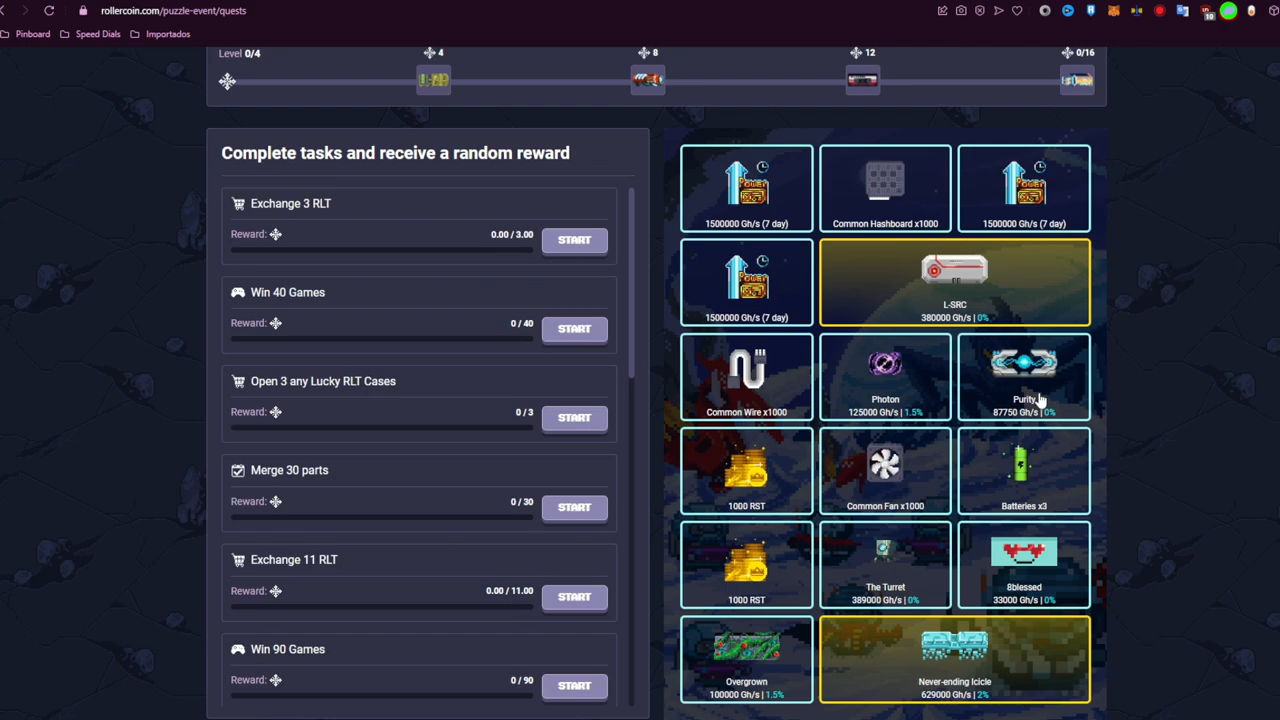 rollercoin.com/puzzle-event/quests
10
Pinboard
Speed Dials
Importados
Level 0/4
4
8
12
0/16
Complete tasks and receive a random reward
Exchange 3 RLT
Reward:
0.00 / 3.00
START
Win 40 Games
Reward:
0 / 40
START
Open 3 any Lucky RLT Cases
Reward:
0 / 3
START
Merge 30 parts
Reward:
0 / 30
START
Exchange 11 RLT
Reward:
0.00 / 11.00
START
Win 90 Games
Reward:
0 / 90
START
POWER
1500000 Gh/s (7 day)
Common Hashboard x1000
POWER
1500000 Gh/s (7 day)
POWER
1500000 Gh/s (7 day)
L-SRC
380000 Gh/s | 0%
Common Wire x1000
Photon
125000 Gh/s | 1.5%
Purity
87750 Gh/s | 0%
1000 RST
Common Fan x1000
Batteries x3
1000 RST
The Turret
389000 Gh/s | 0%
8blessed
33000 Gh/s | 0%
Overgrown
100000 Gh/s | 1.5%
Never-ending Icicle
629000 Gh/s | 2%